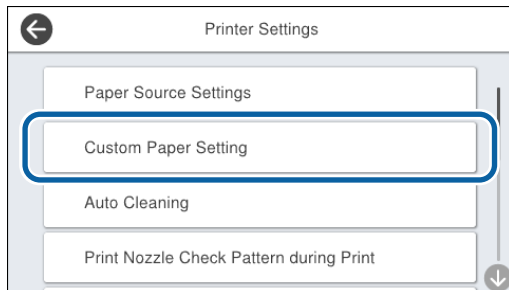 Printer Settings
Paper Source Settings
Custom Paper Setting
Auto Cleaning
Print Nozzle Check Pattern during Print